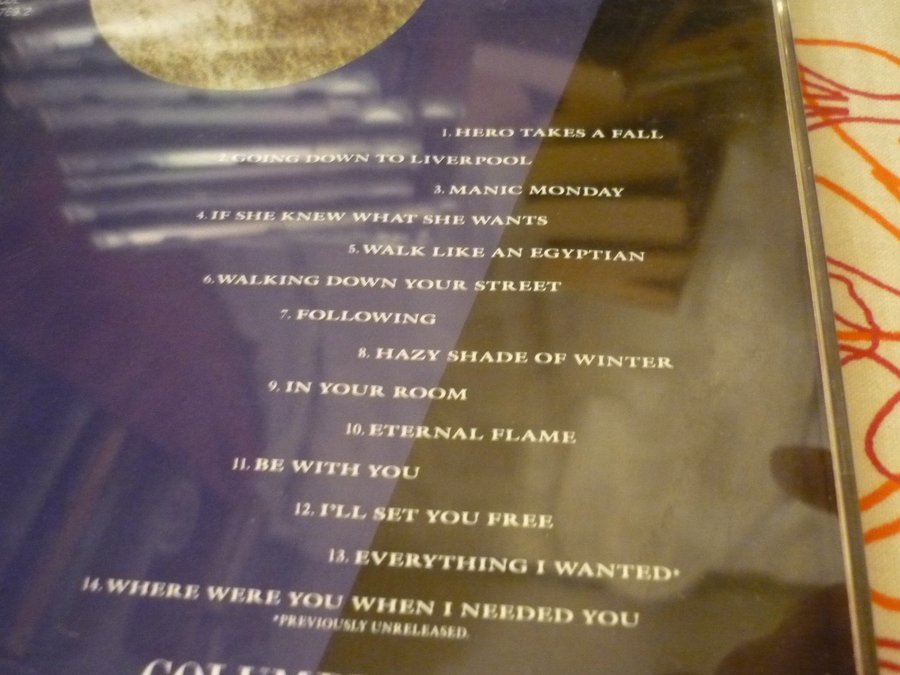 789 2
1. HERO TAKES A FALL
2. GOING DOWN TO LIVERPOOL
3. MANIC MONDAY
4. IF SHE KNEW WHAT SHE WANTS
5. WALK LIKE AN EGYPTIAN
6. WALKING DOWN YOUR STREET
7. FOLLOWING
8. HAZY SHADE OF WINTER
9. IN YOUR ROOM
10. ETERNAL FLAME
11. BE WITH YOU
12. I'LL SET YOU FREE
13. EVERYTHING I WANTED*
14. WHERE WERE YOU WHEN I NEEDED YOU
*PREVIOUSLY UNRELEASED.